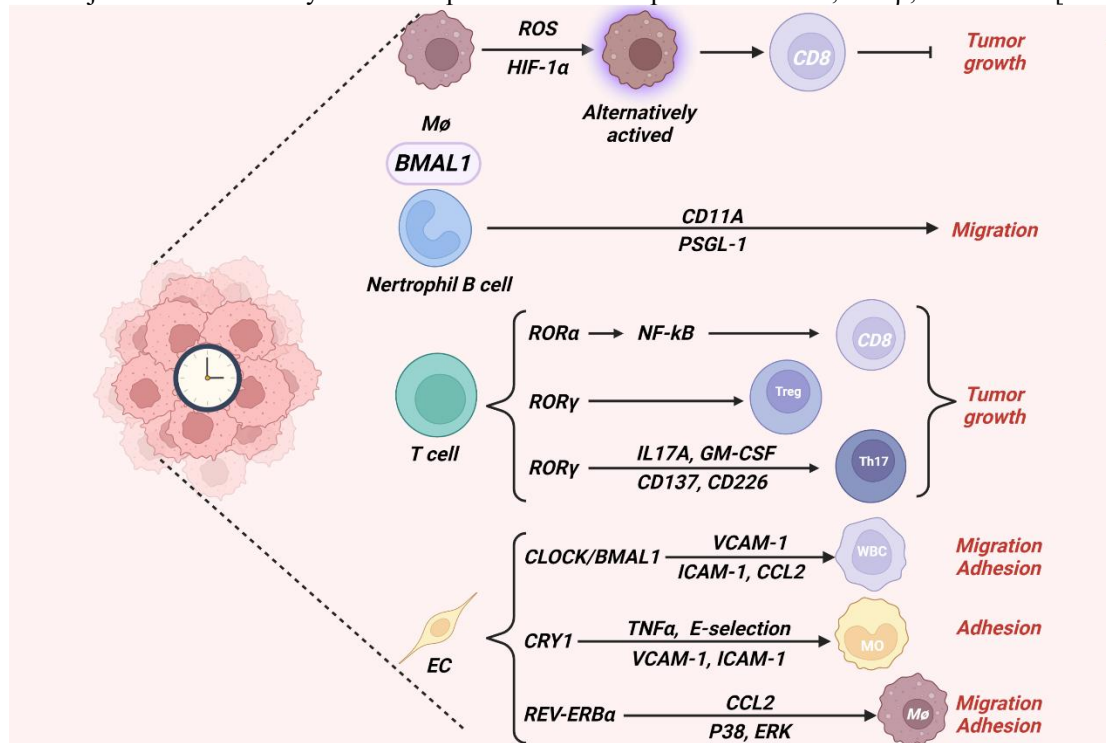 ROS
HIF-1α
CD8
Tumor
growth
Mø
Alternatively
actived
BMAL1
CD11A
PSGL-1
Migration
Nertrophil B cell
RORα
NF-kB
CD8
RORγ
Treg
Tumor
growth
T cell
RORγ
IL17A, GM-CSF
CD137, CD226
Th17
CLOCK/BMAL1
VCAM-1
ICAM-1, CCL2
WBC
Migration
Adhesion
EC
CRY1
TNFα, E-selection
VCAM-1, ICAM-1
MO
Adhesion
REV-ERBα
CCL2
P38, ERK
Mø
Migration
Adhesion